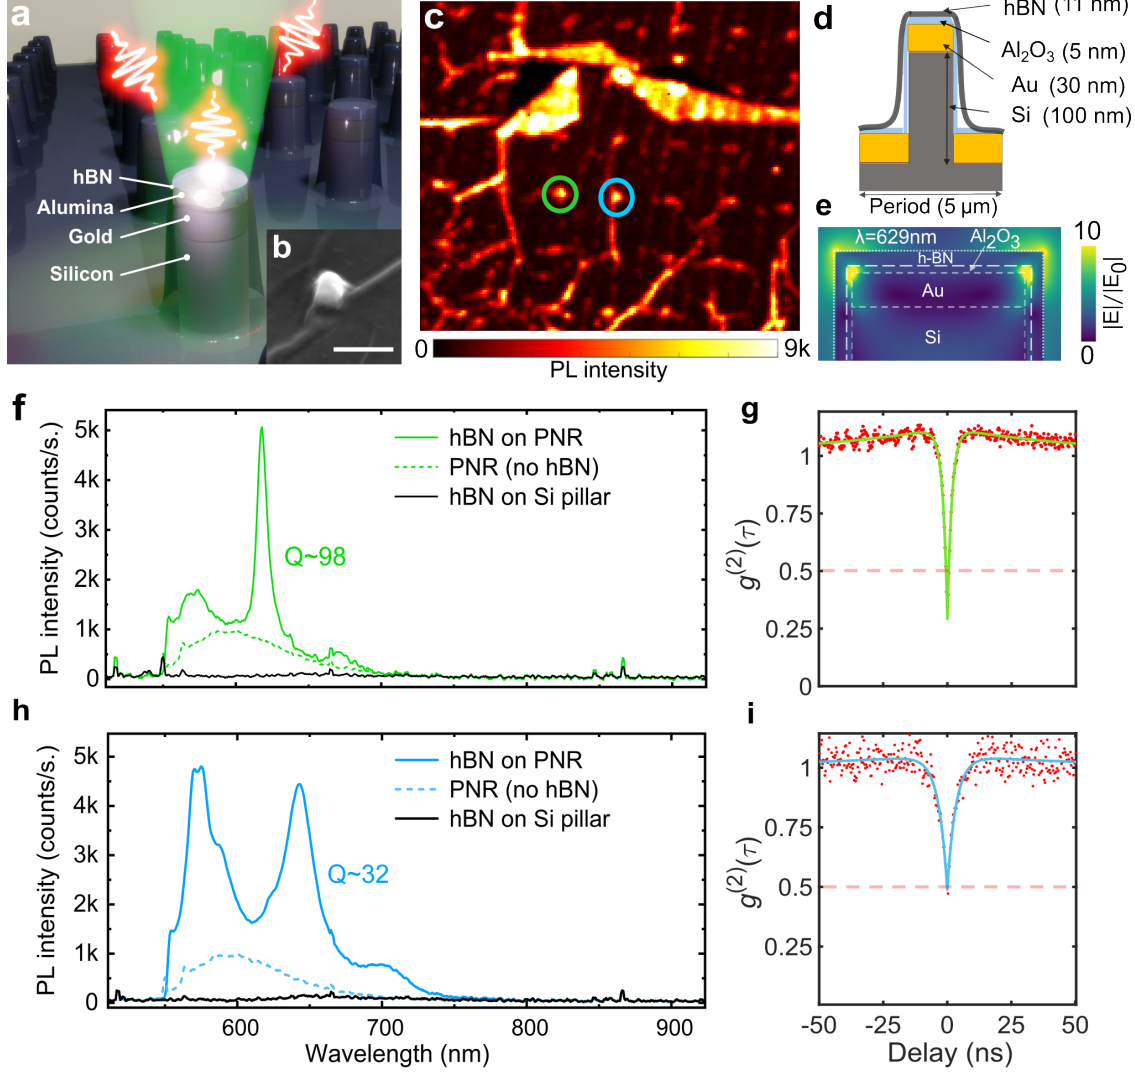 a
hBN
Alumina
Gold
Silicon
b
c
0
9k
PL intensity
d
hBN (11 nm)
Al₂O₃ (5 nm)
Au (30 nm)
Si (100 nm)
Period (5 µm)
e
λ=629nm
Al₂O₃
h-BN
Au
Si
10
0
|E|/|E₀|
f
PL intensity (counts/s.)
5k
4k
3k
2k
1k
0
hBN on PNR
PNR (no hBN)
hBN on Si pillar
Q~98
g
g⁽²⁾(τ)
1
0.75
0.5
0.25
0
h
PL intensity (counts/s.)
5k
4k
3k
2k
1k
0
hBN on PNR
PNR (no hBN)
hBN on Si pillar
Q~32
600
700
800
900
Wavelength (nm)
i
g⁽²⁾(τ)
1
0.75
0.5
0.25
-50
-25
0
25
50
Delay (ns)